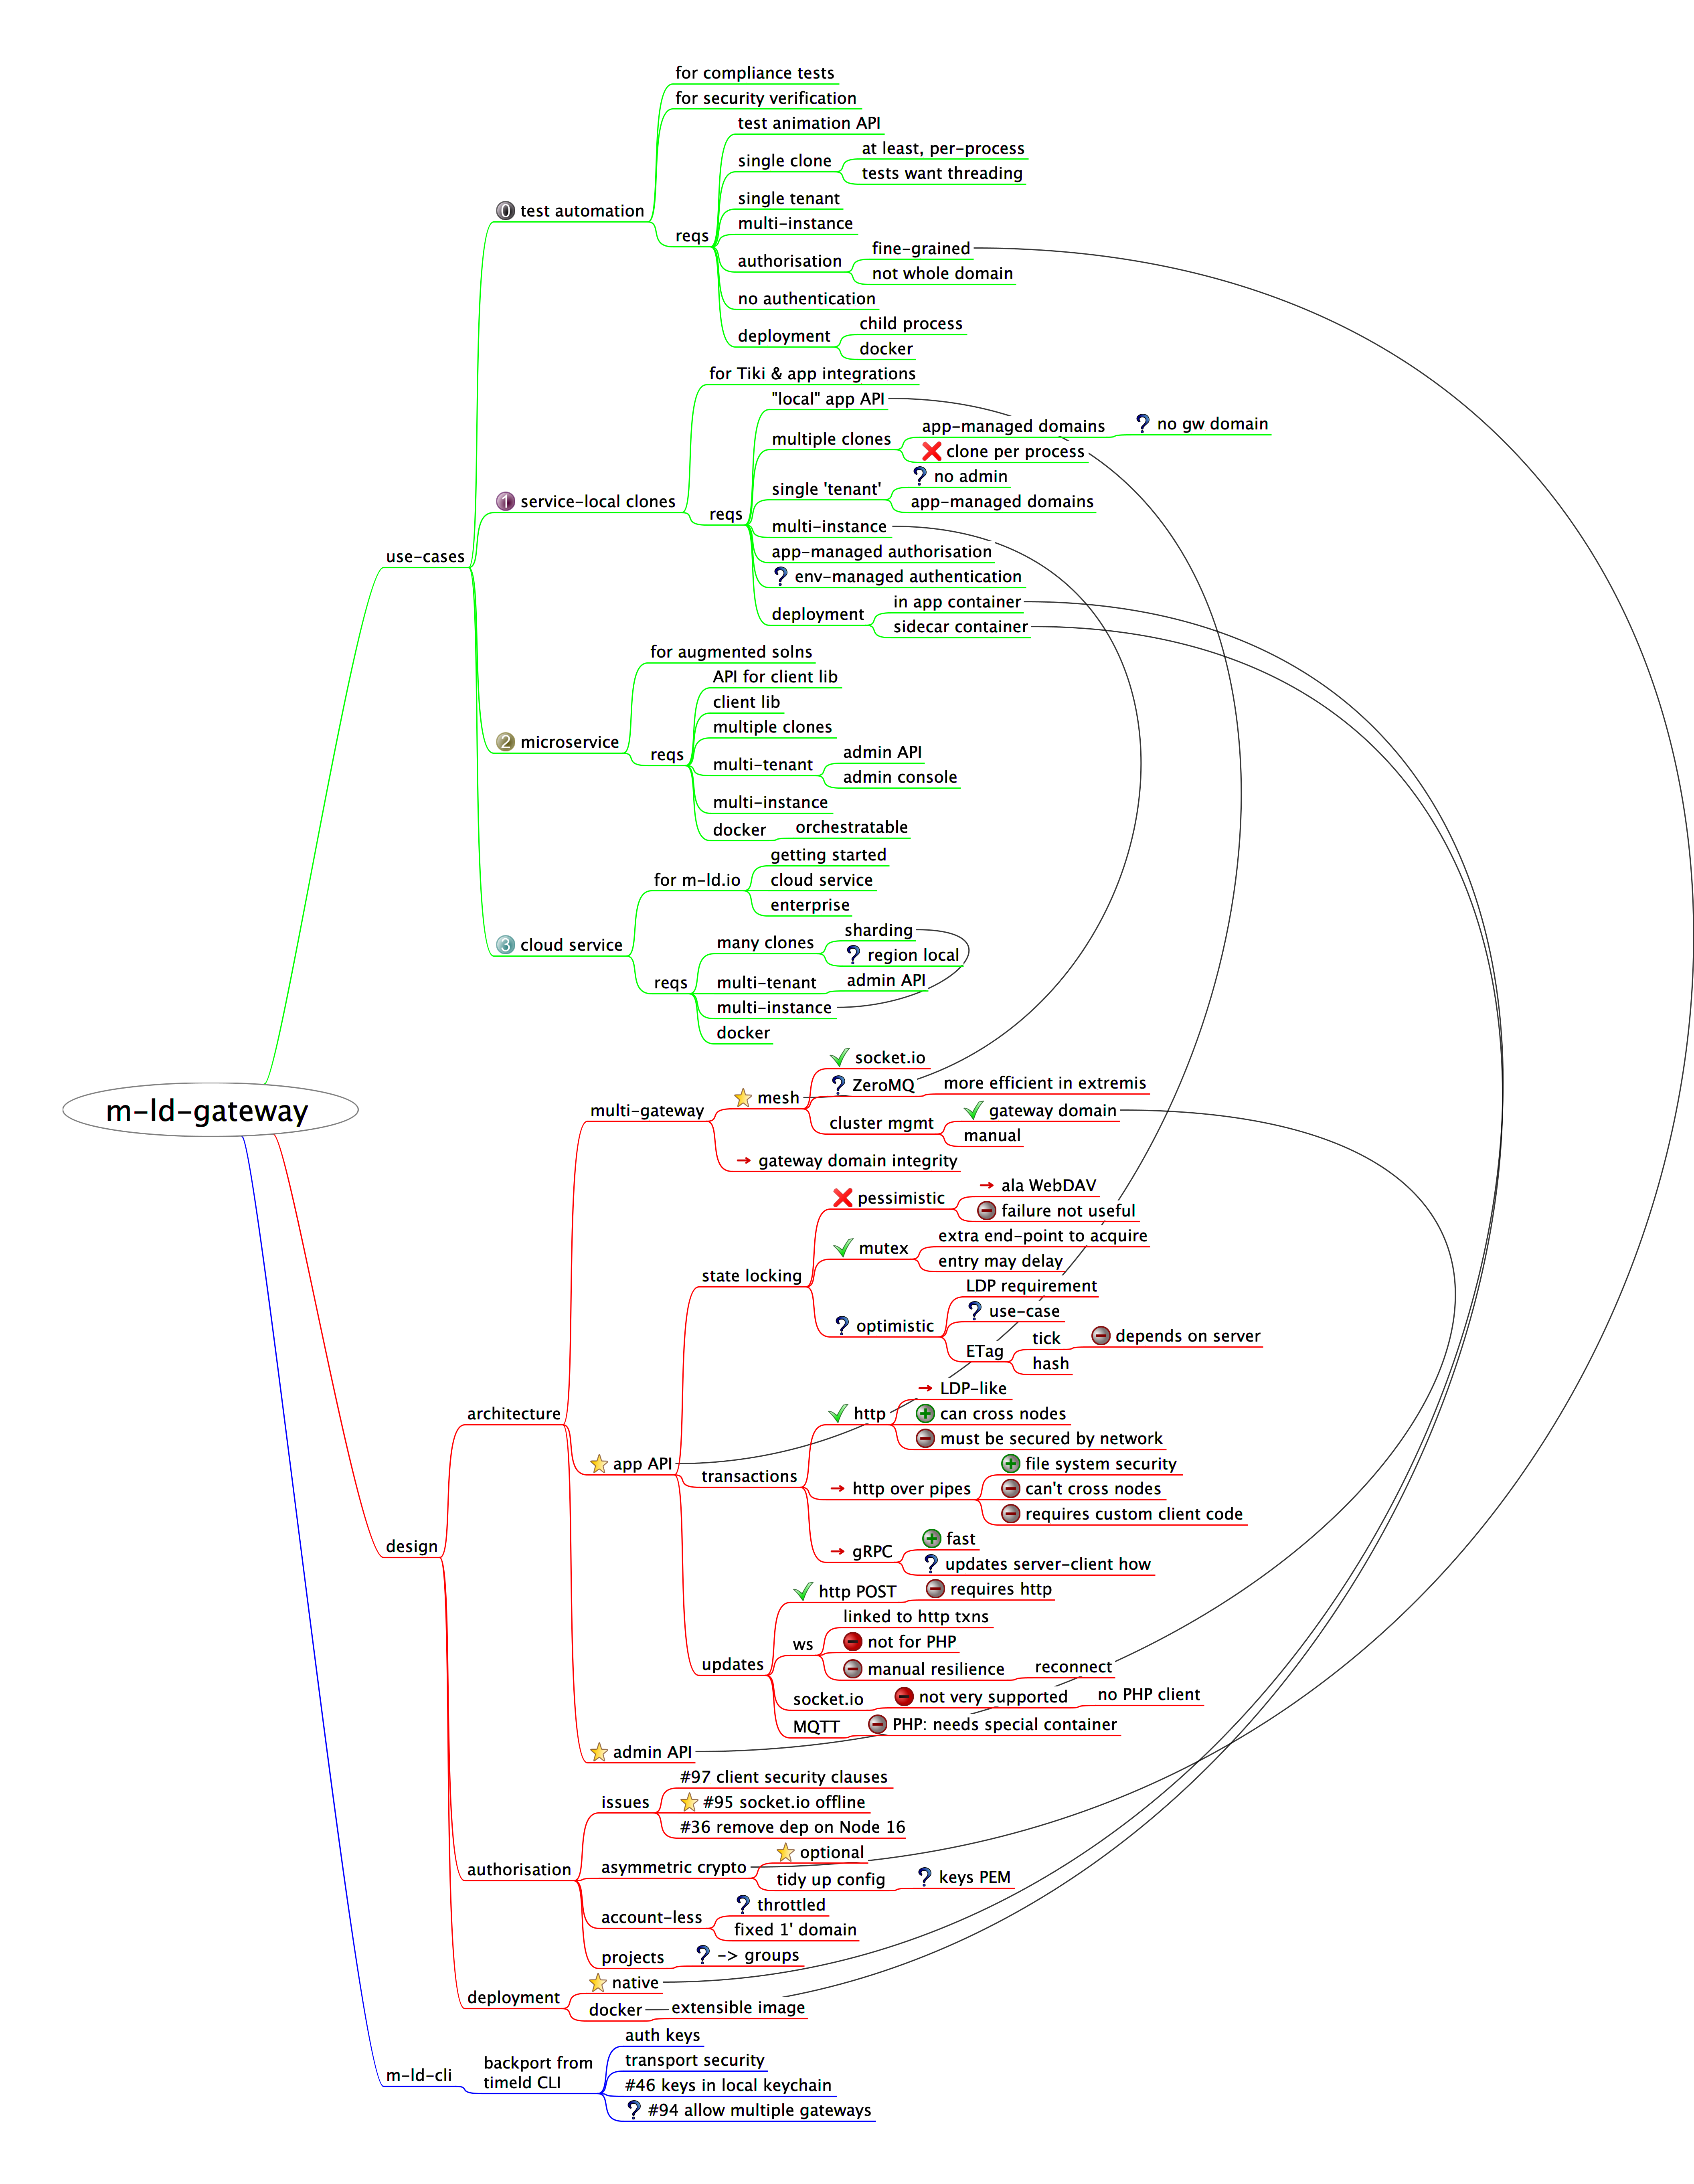 for compliance tests
for security verification
test animation API
at least, per-process
single clone
tests want threading
single tenant
0 test automation
multi-instance
reqs
fine-grained
authorisation
not whole domain
no authentication
child process
deployment
docker
for Tiki & app integrations
"local" app API
app-managed domains
? no gw domain
multiple clones
clone per process
? no admin
single 'tenant'
1 service-local clones
app-managed domains
reqs
multi-instance
app-managed authorisation
use-cases
? env-managed authentication
in app container
deployment
sidecar container
for augmented solns
API for client lib
client lib
multiple clones
2 microservice
reqs
admin API
multi-tenant
admin console
multi-instance
docker
orchestratable
getting started
for m-ld.io
cloud service
enterprise
sharding
3 cloud service
many clones
? region local
reqs
multi-tenant
admin API
multi-instance
docker
socket.io
? ZeroMQ
more efficient in extremis
mesh
m-ld-gateway
multi-gateway
gateway domain
cluster mgmt
manual
→ gateway domain integrity
→ ala WebDAV
pessimistic
failure not useful
extra end-point to acquire
mutex
entry may delay
state locking
LDP requirement
? use-case
? optimistic
tick
depends on server
ETag
hash
→ LDP-like
architecture
http
can cross nodes
must be secured by network
app API
transactions
file system security
→ http over pipes
can't cross nodes
requires custom client code
fast
design
→ gRPC
? updates server-client how
http POST
requires http
linked to http txns
ws
not for PHP
updates
manual resilience
reconnect
socket.io
not very supported
no PHP client
MQTT
PHP: needs special container
admin API
#97 client security clauses
issues
#95 socket.io offline
#36 remove dep on Node 16
optional
authorisation
asymmetric crypto
tidy up config
? keys PEM
? throttled
account-less
fixed 1' domain
projects
? -> groups
native
deployment
docker
extensible image
auth keys
backport from
timeld CLI
transport security
m-ld-cli
#46 keys in local keychain
? #94 allow multiple gateways